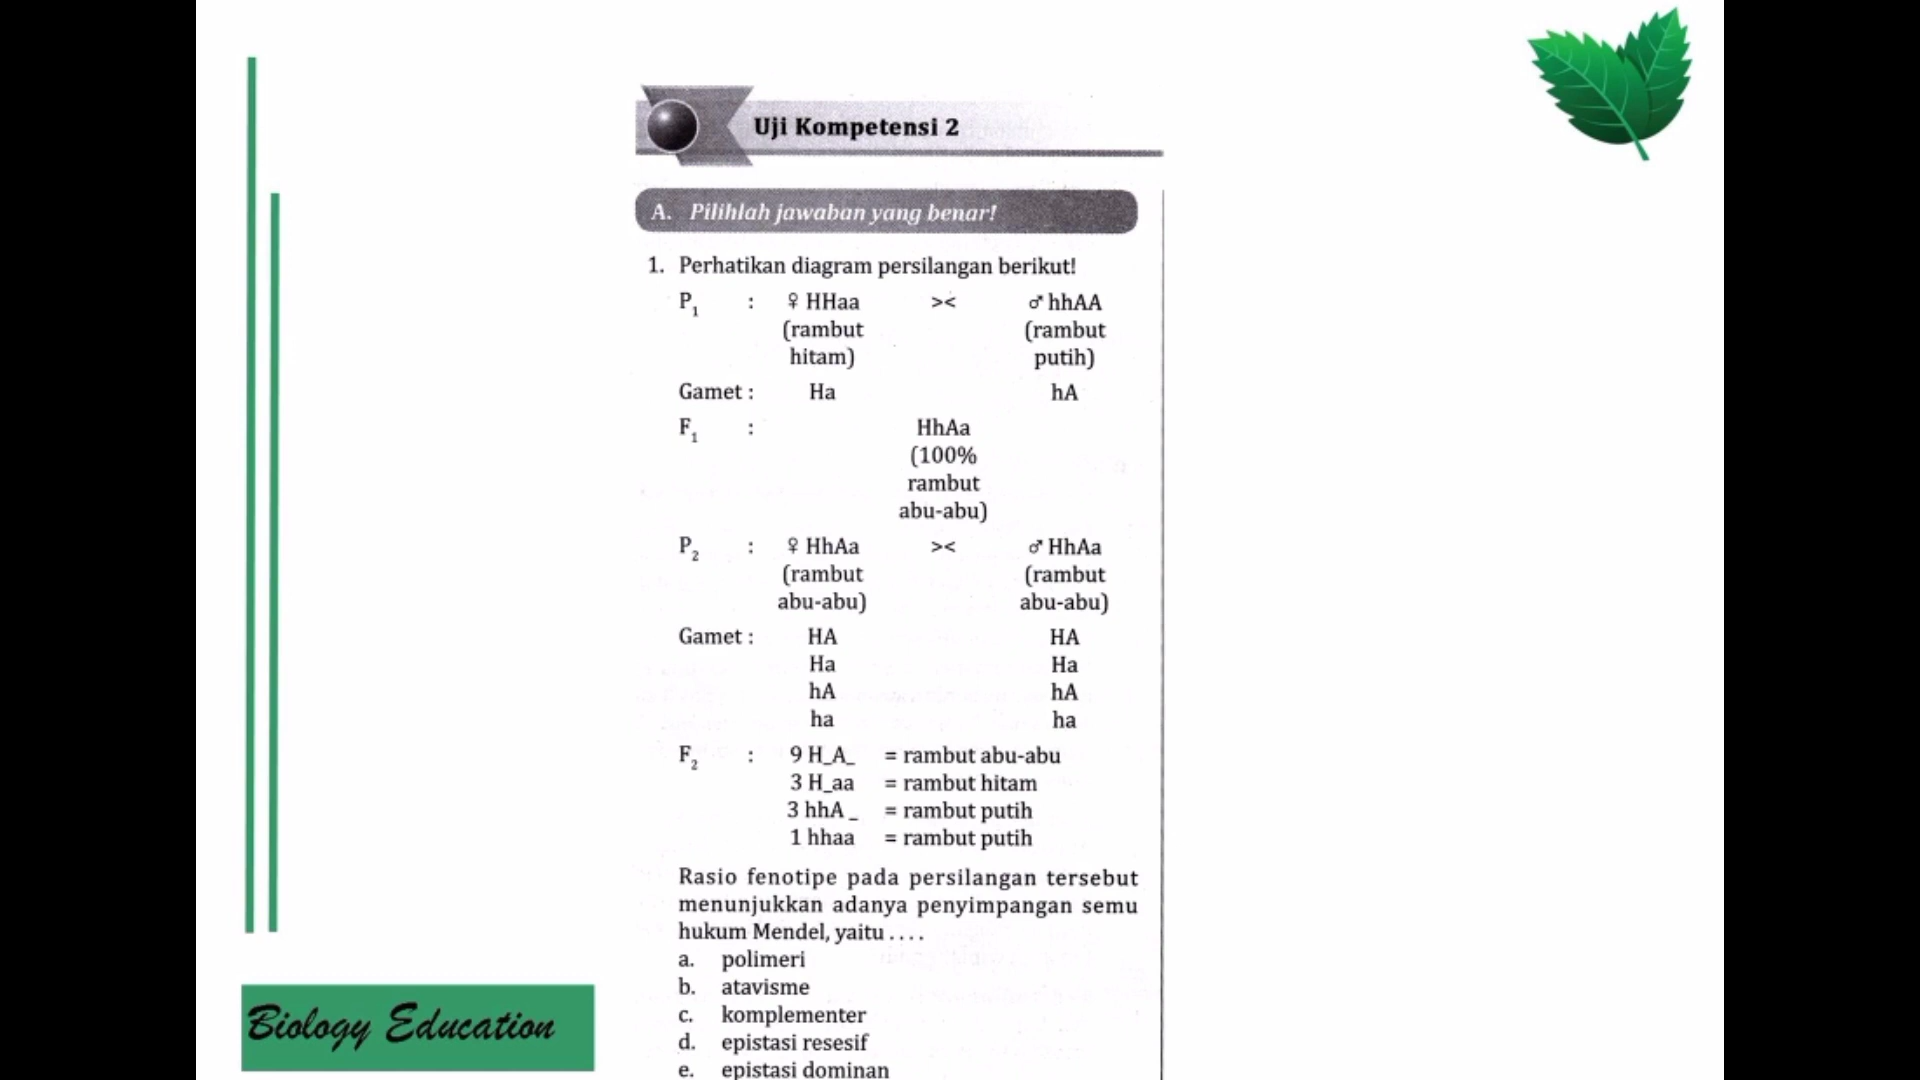 Uji Kompetensi 2
A. Pilihlah jawaban yang benar!
1. Perhatikan diagram persilangan berikut!
P₁ : ♀ HHaa >< ♂ hhAA
(rambut (rambut
hitam) putih)
Gamet : Ha hA
F₁ : HhAa
(100%
rambut
abu-abu)
P₂ : ♀ HhAa >< ♂ HhAa
(rambut (rambut
abu-abu) abu-abu)
Gamet : HA HA
Ha Ha
hA hA
ha ha
F₂ : 9 H_A_ = rambut abu-abu
3 H_aa = rambut hitam
3 hhA_ = rambut putih
1 hhaa = rambut putih
Rasio fenotipe pada persilangan tersebut
menunjukkan adanya penyimpangan semu
hukum Mendel, yaitu ....
a. polimeri
b. atavisme
c. komplementer
d. epistasi resesif
e. epistasi dominan
Biology Education